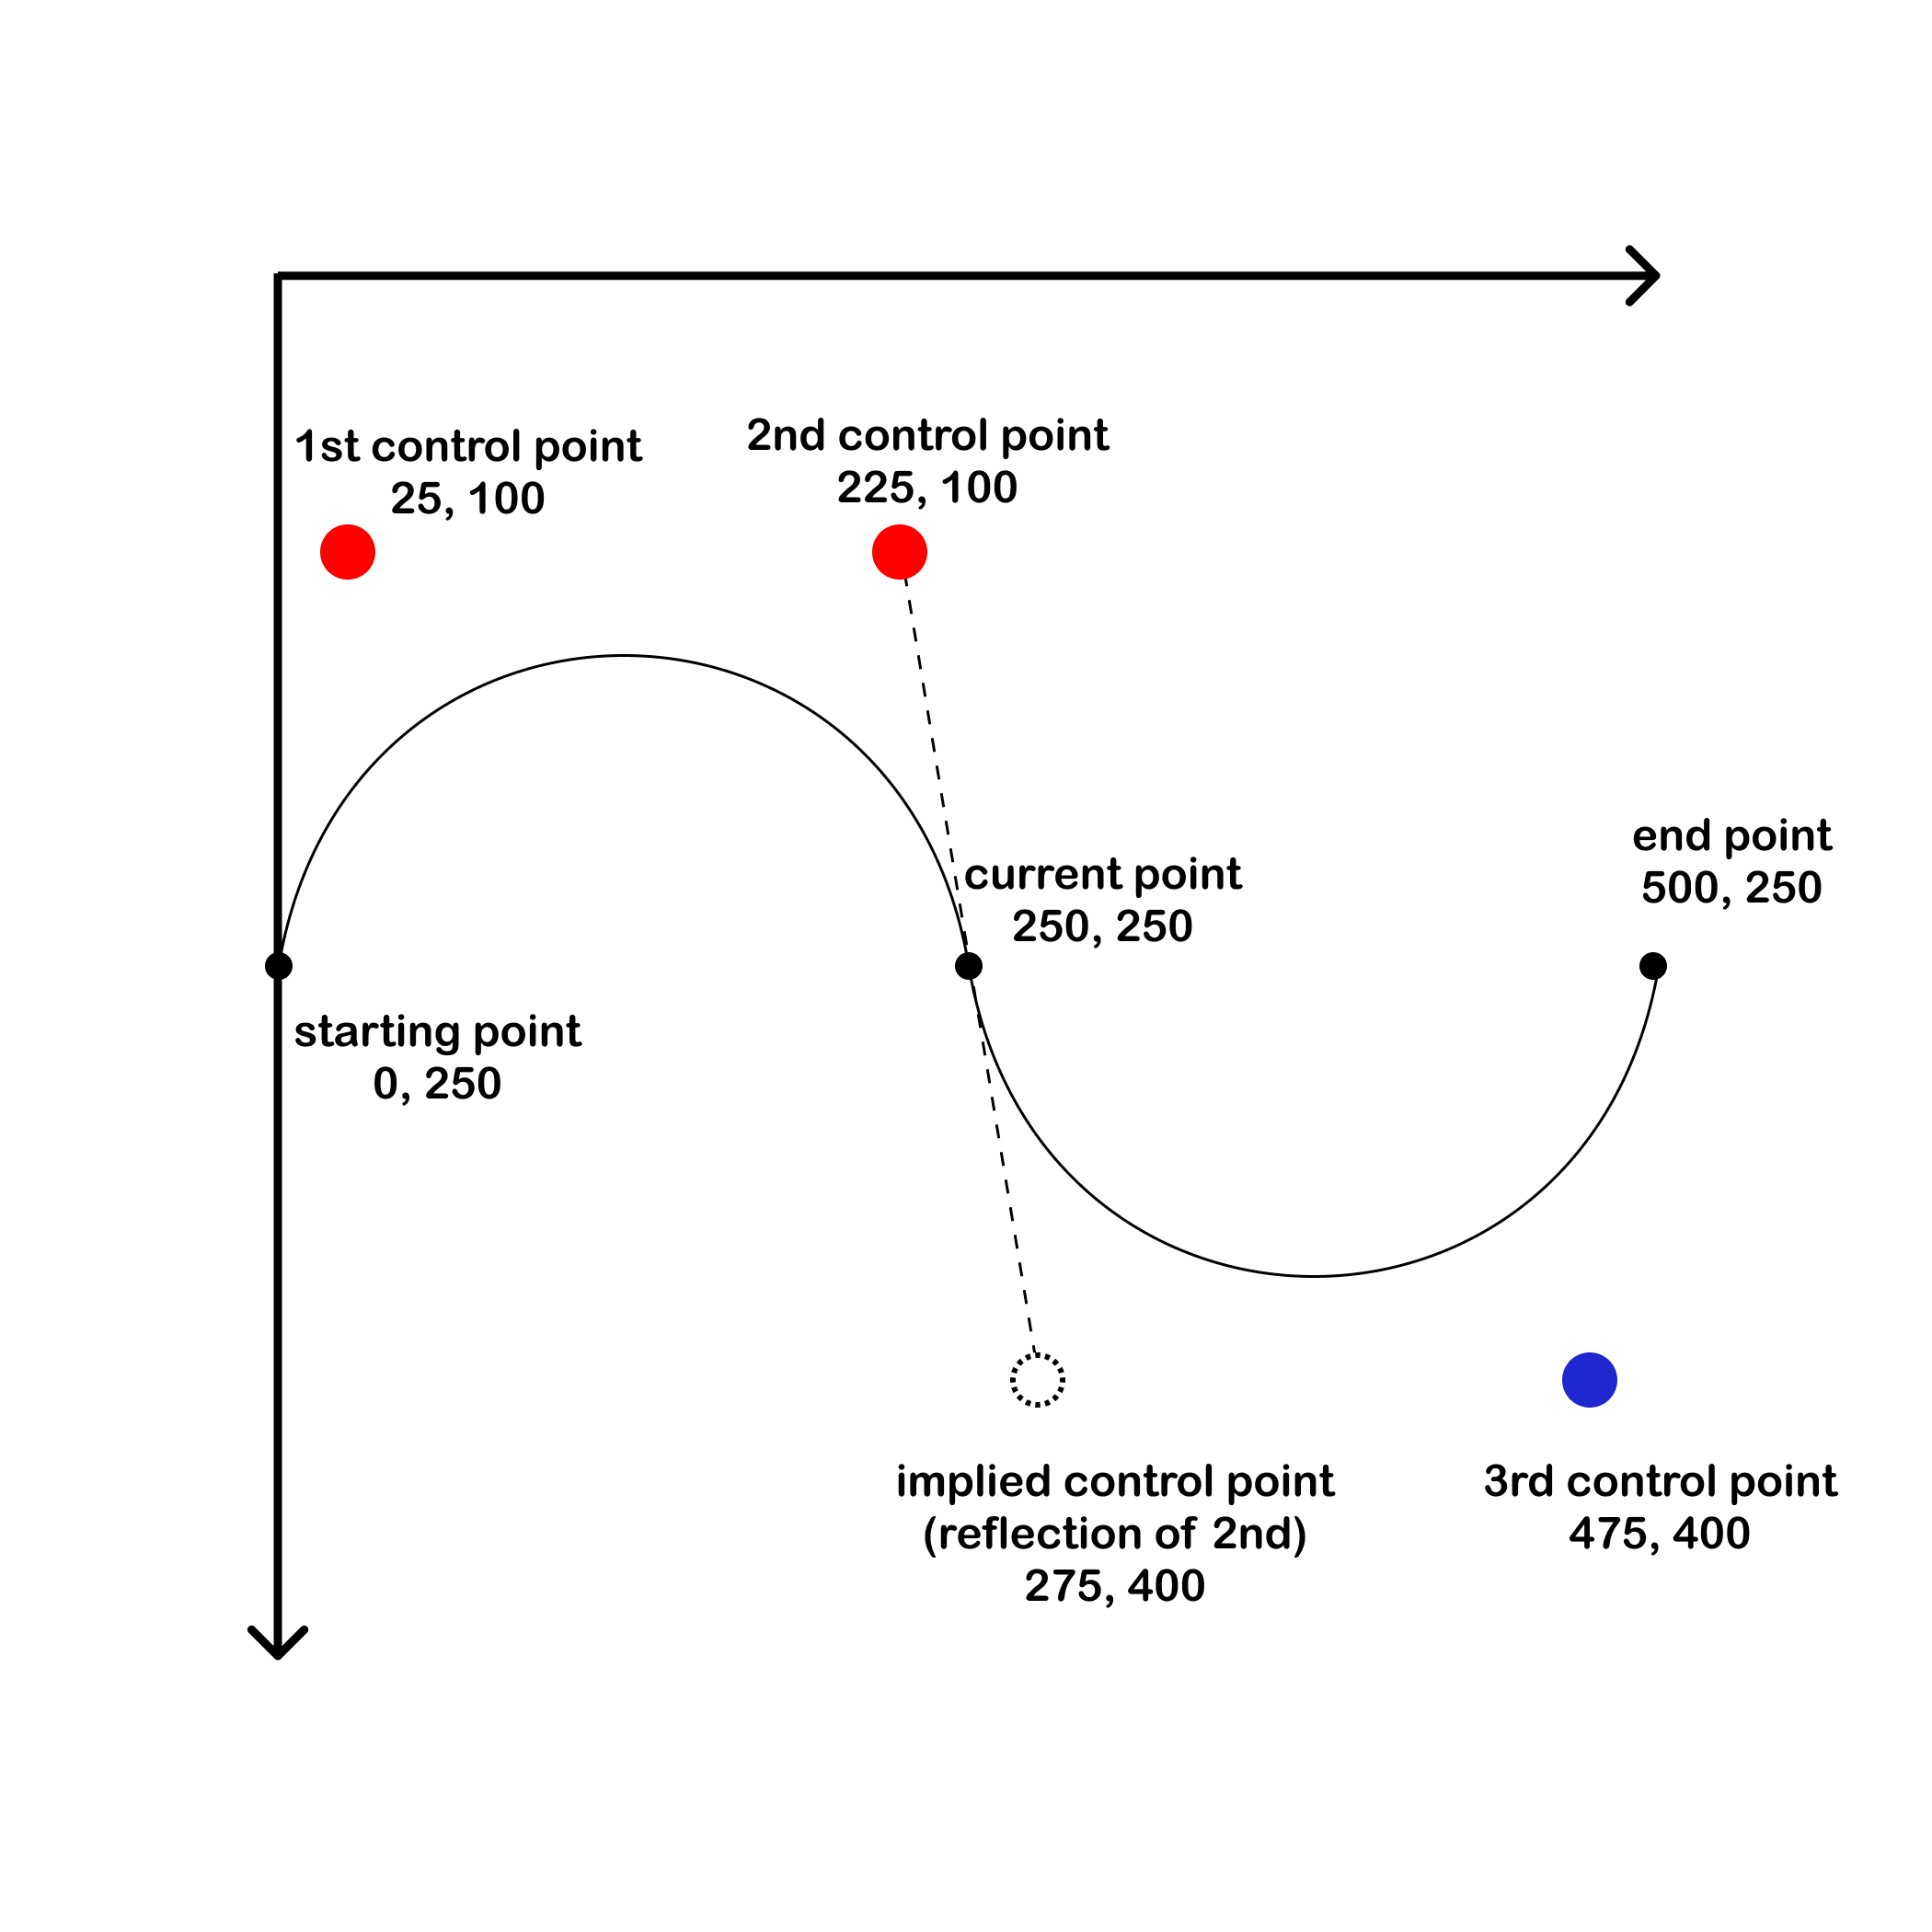 1st control point
25, 100
2nd control point
225, 100
current point
250, 250
end point
500, 250
starting point
0, 250
implied control point
(reflection of 2nd)
275, 400
3rd control point
475, 400